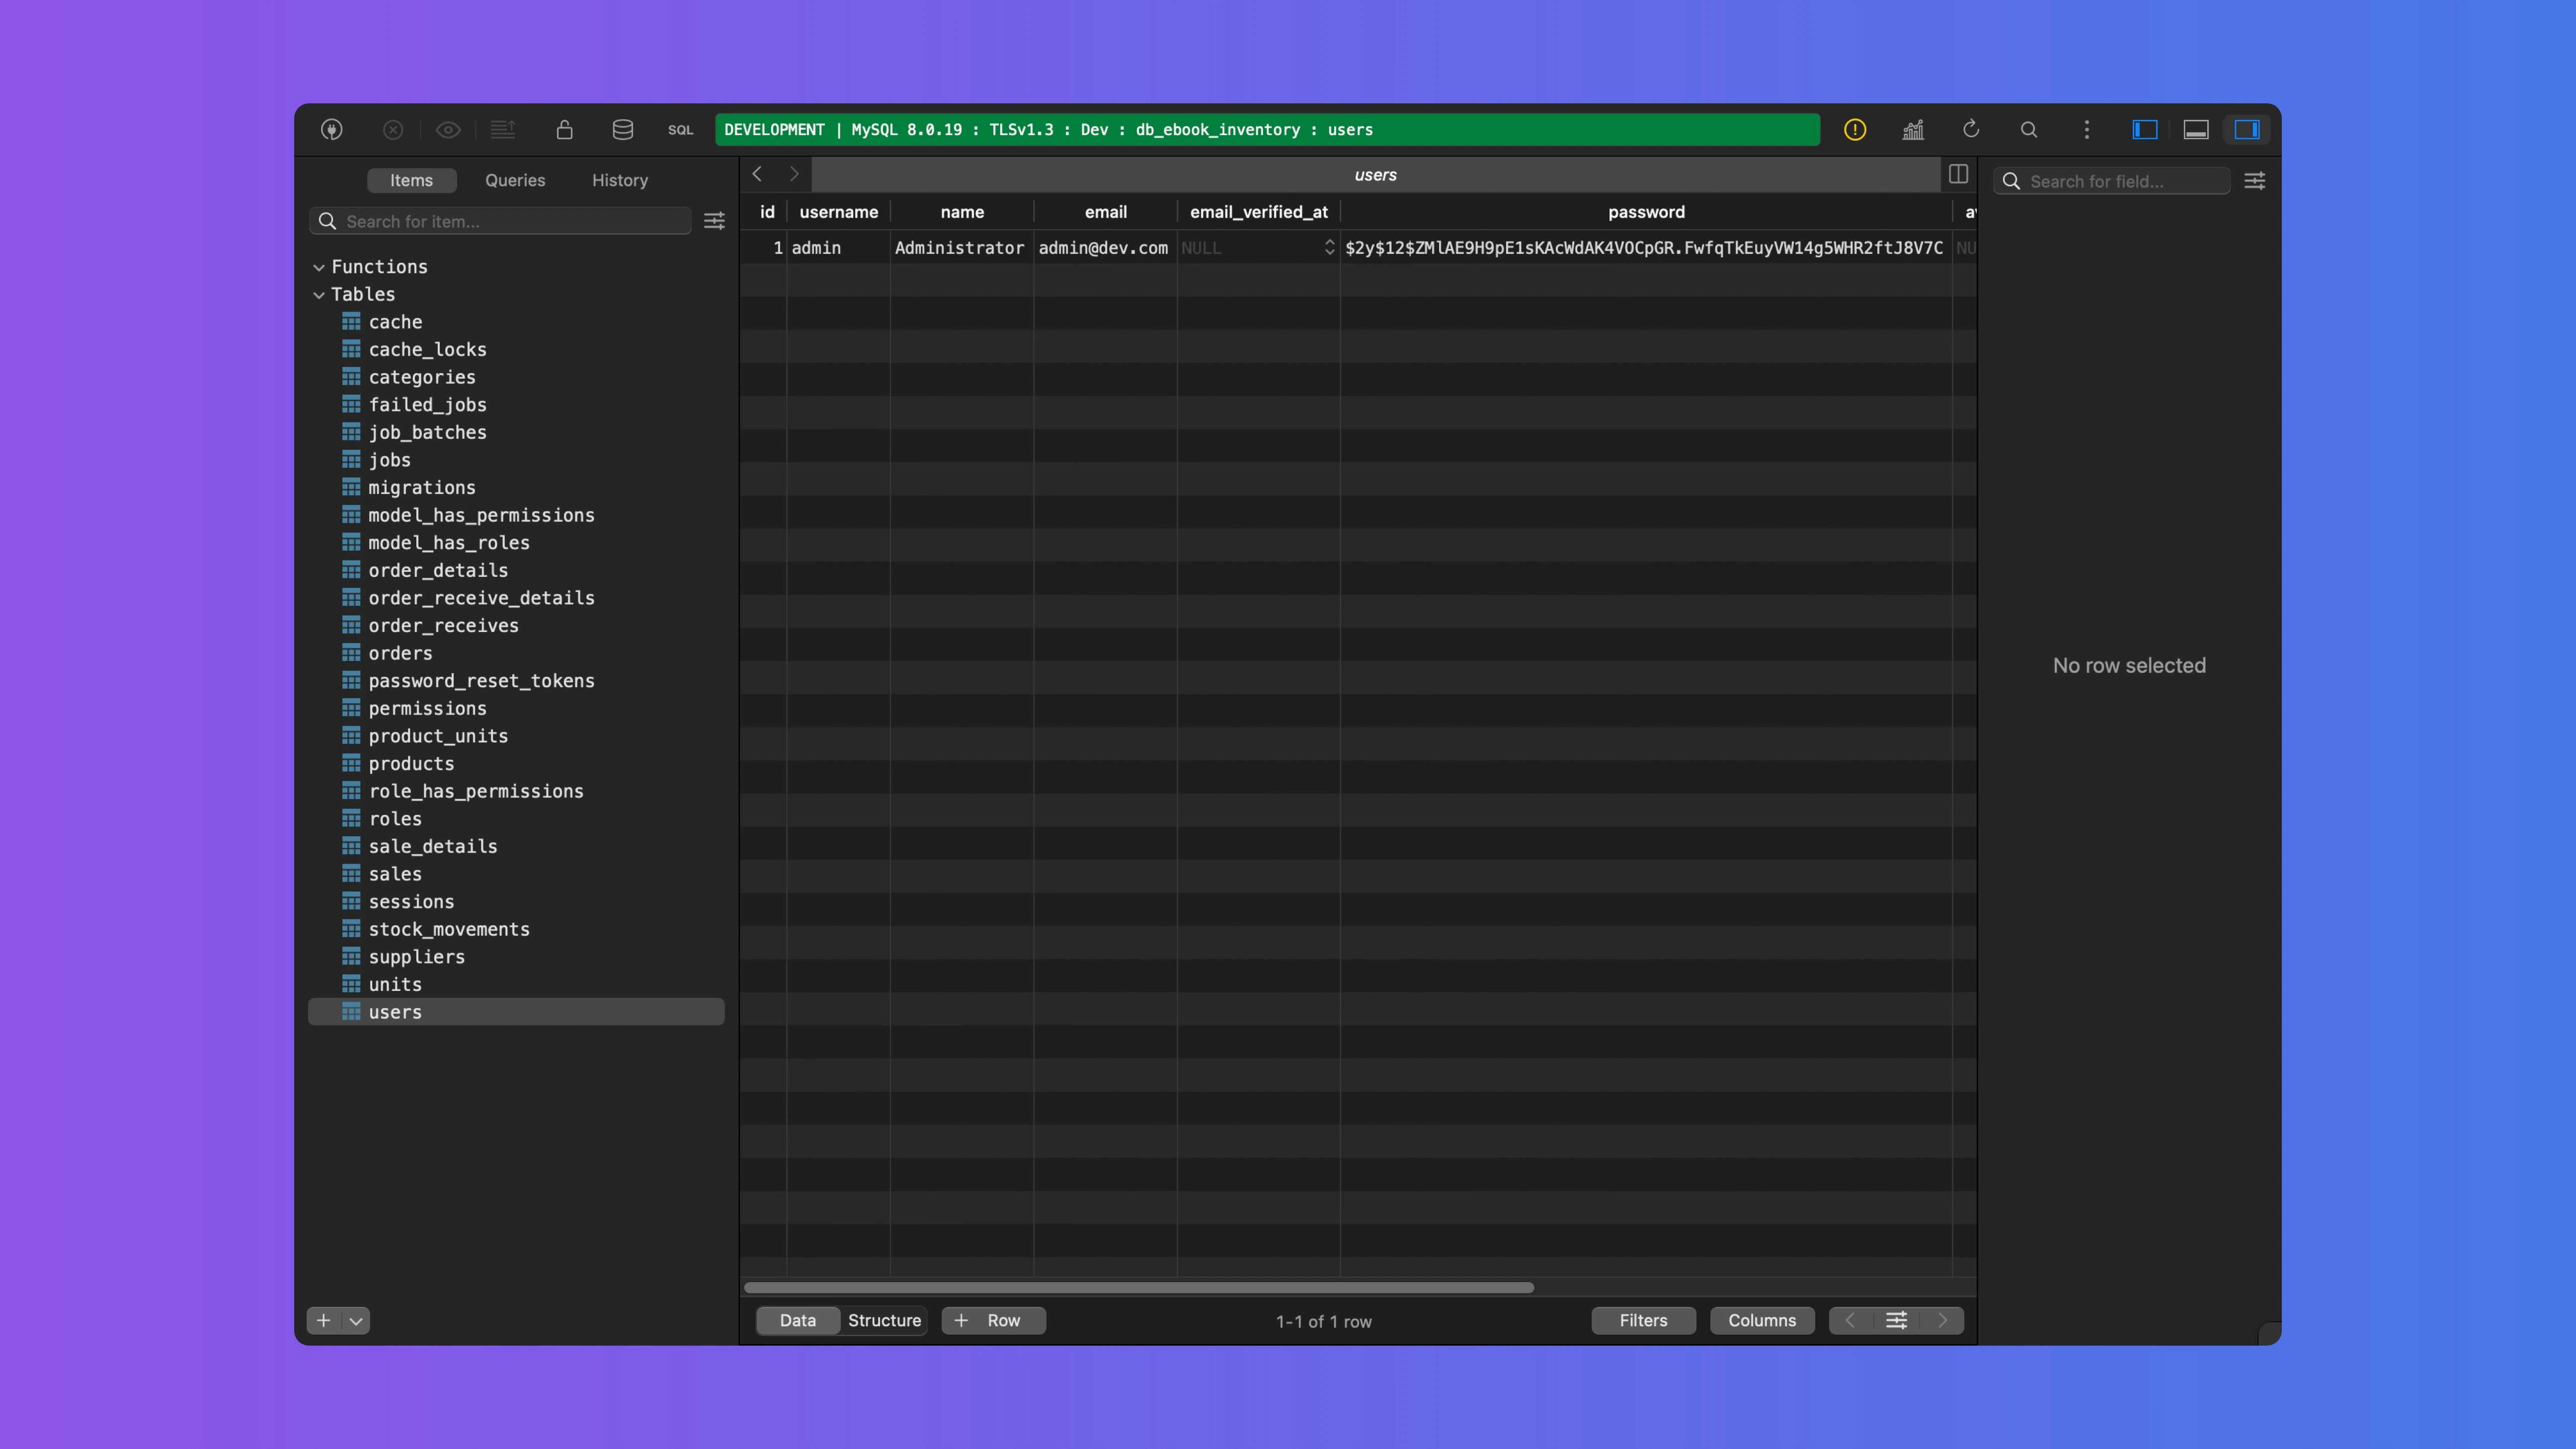 SQL
DEVELOPMENT | MySQL 8.0.19 : TLSv1.3 : Dev : db_ebook_inventory : users
Items Queries History
Search for item...
Functions
Tables
cache
cache_locks
categories
failed_jobs
job_batches
jobs
migrations
model_has_permissions
model_has_roles
order_details
order_receive_details
order_receives
orders
password_reset_tokens
permissions
product_units
products
role_has_permissions
roles
sale_details
sales
sessions
stock_movements
suppliers
units
users
users
id username name email email_verified_at password
1 admin Administrator admin@dev.com NULL $2y$12$ZMlAE9H9pE1sKAcWdAK4VOCpGR.FwfqTkEuyVW14g5WHR2ftJ8V7C
Data Structure + Row 1-1 of 1 row Filters Columns
Search for field...
No row selected